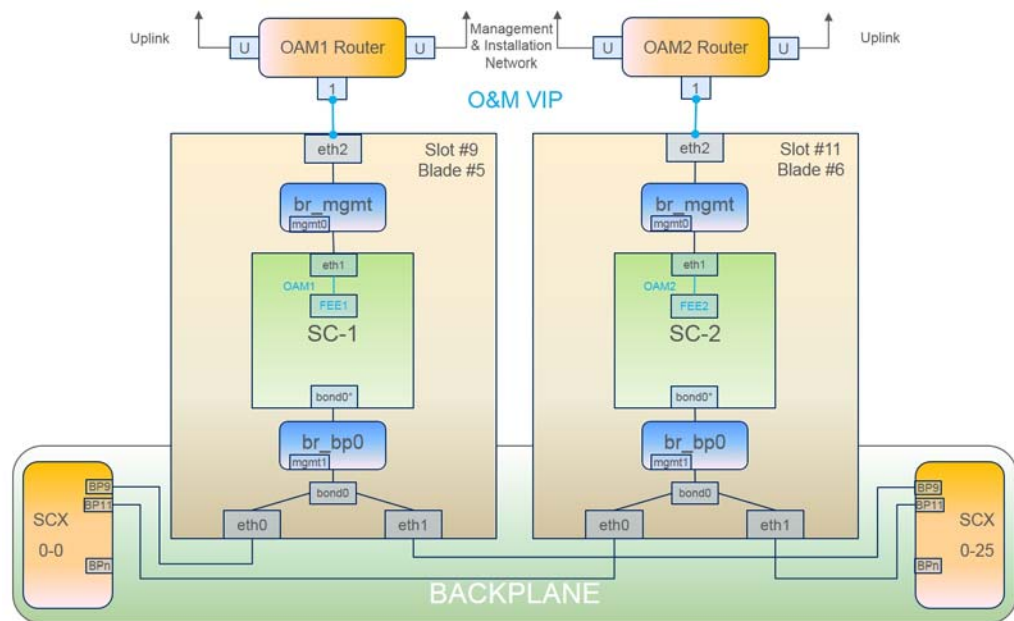 Uplink
U
OAM1 Router
U
Management
& Installation
Network
U
OAM2 Router
U
Uplink
1
O&M VIP
1
eth2
Slot #9
Blade #5
br_mgmt
mgmt0
eth1
OAM1
FEE1
SC-1
bond0*
br_bp0
mgmt1
bond0
eth0
eth1
eth2
Slot #11
Blade #6
br_mgmt
mgmt0
eth1
OAM2
FEE2
SC-2
bond0*
br_bp0
mgmt1
bond0
eth0
eth1
BP9
BP11
SCX
0-0
BPn
BP9
BP11
SCX
0-25
BPn
BACKPLANE